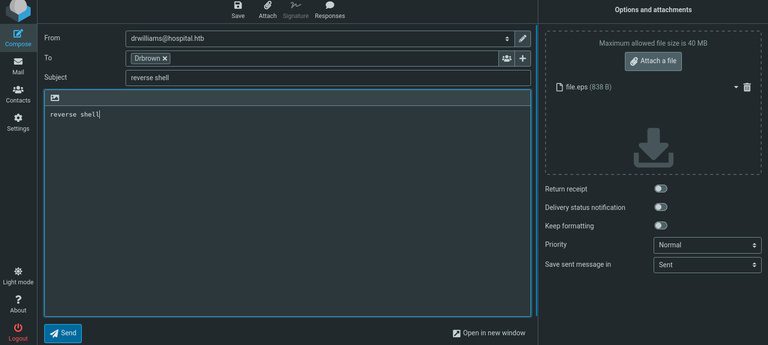 Save
Attach
Signature
Responses
Options and attachments
Compose
Mail
Contacts
Settings
Light mode
About
Logout
From
drwilliams@hospital.htb
To
Drbrown
Subject
reverse shell
reverse shell
Send
Open in new window
Maximum allowed file size is 40 MB
Attach a file
file.eps (838 B)
Return receipt
Delivery status notification
Keep formatting
Priority
Normal
Save sent message in
Sent